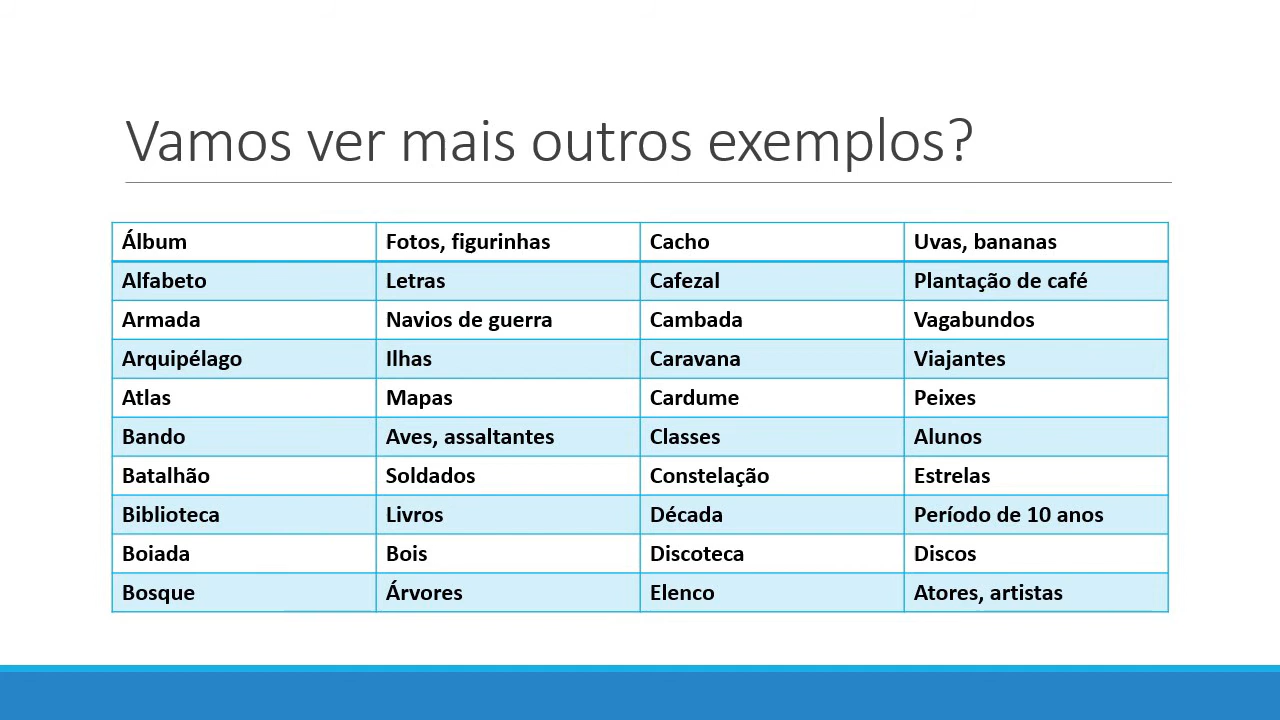 Vamos ver mais outros exemplos?
Álbum Fotos, figurinhas Cacho Uvas, bananas
Alfabeto Letras Cafezal Plantação de café
Armada Navios de guerra Cambada Vagabundos
Arquipélago Ilhas Caravana Viajantes
Atlas Mapas Cardume Peixes
Bando Aves, assaltantes Classes Alunos
Batalhão Soldados Constelação Estrelas
Biblioteca Livros Década Período de 10 anos
Boiada Bois Discoteca Discos
Bosque Árvores Elenco Atores, artistas